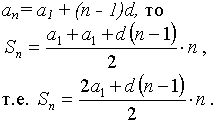 aₙ= a₁ + (n - 1)d, то
Sₙ = (a₁ + a₁ + d(n−1))/2 · n ,
т.е. Sₙ = (2a₁ + d(n−1))/2 · n .